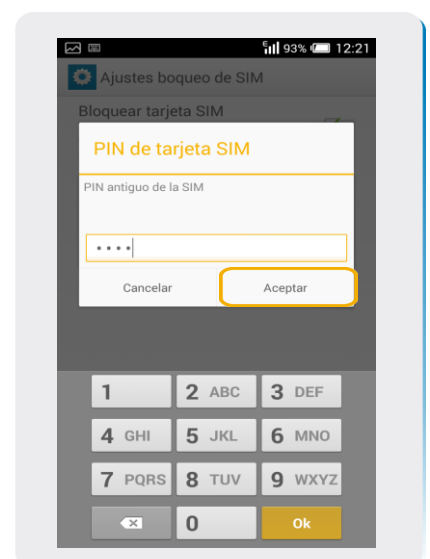 93% 12:21
Ajustes boqueo de SIM
Bloquear tarjeta SIM
PIN de tarjeta SIM
PIN antiguo de la SIM
••••
Cancelar Aceptar
1 2 ABC 3 DEF
4 GHI 5 JKL 6 MNO
7 PQRS 8 TUV 9 WXYZ
0 Ok